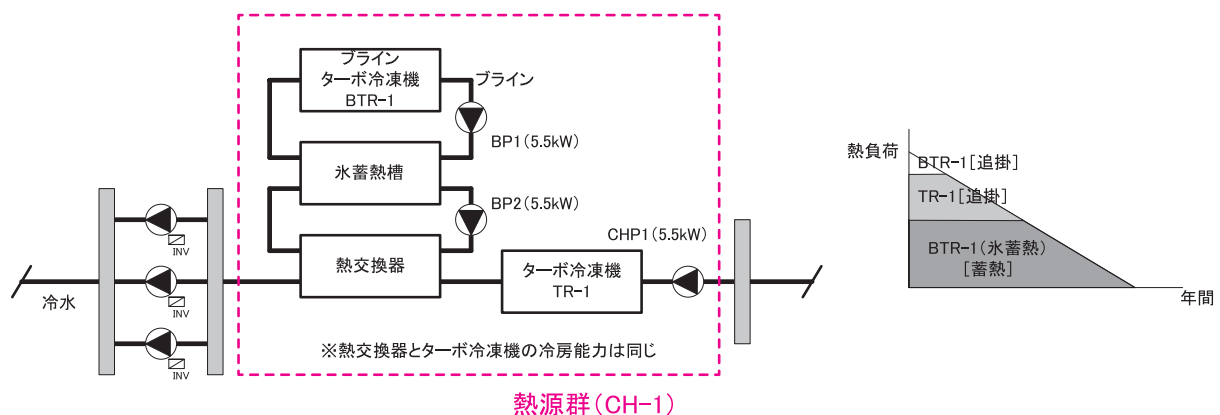 ブライン
ターボ冷凍機
BTR-1
ブライン
BP1(5.5kW)
氷蓄熱槽
BP2(5.5kW)
熱交換器
CHP1(5.5kW)
ターボ冷凍機
TR-1
INV
INV
INV
冷水
※熱交換器とターボ冷凍機の冷房能力は同じ
熱源群(CH-1)
熱負荷
BTR-1[追掛]
TR-1[追掛]
BTR-1(氷蓄熱)
[蓄熱]
年間